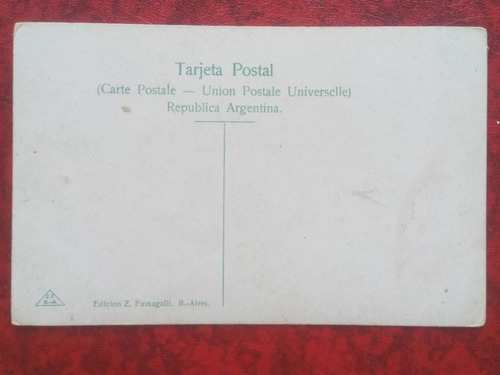 Tarjeta Postal
(Carte Postale — Union Postale Universelle)
Republica Argentina.
Z.F.
B.-A.
Edicion Z. Fumagalli. B.-Aires.